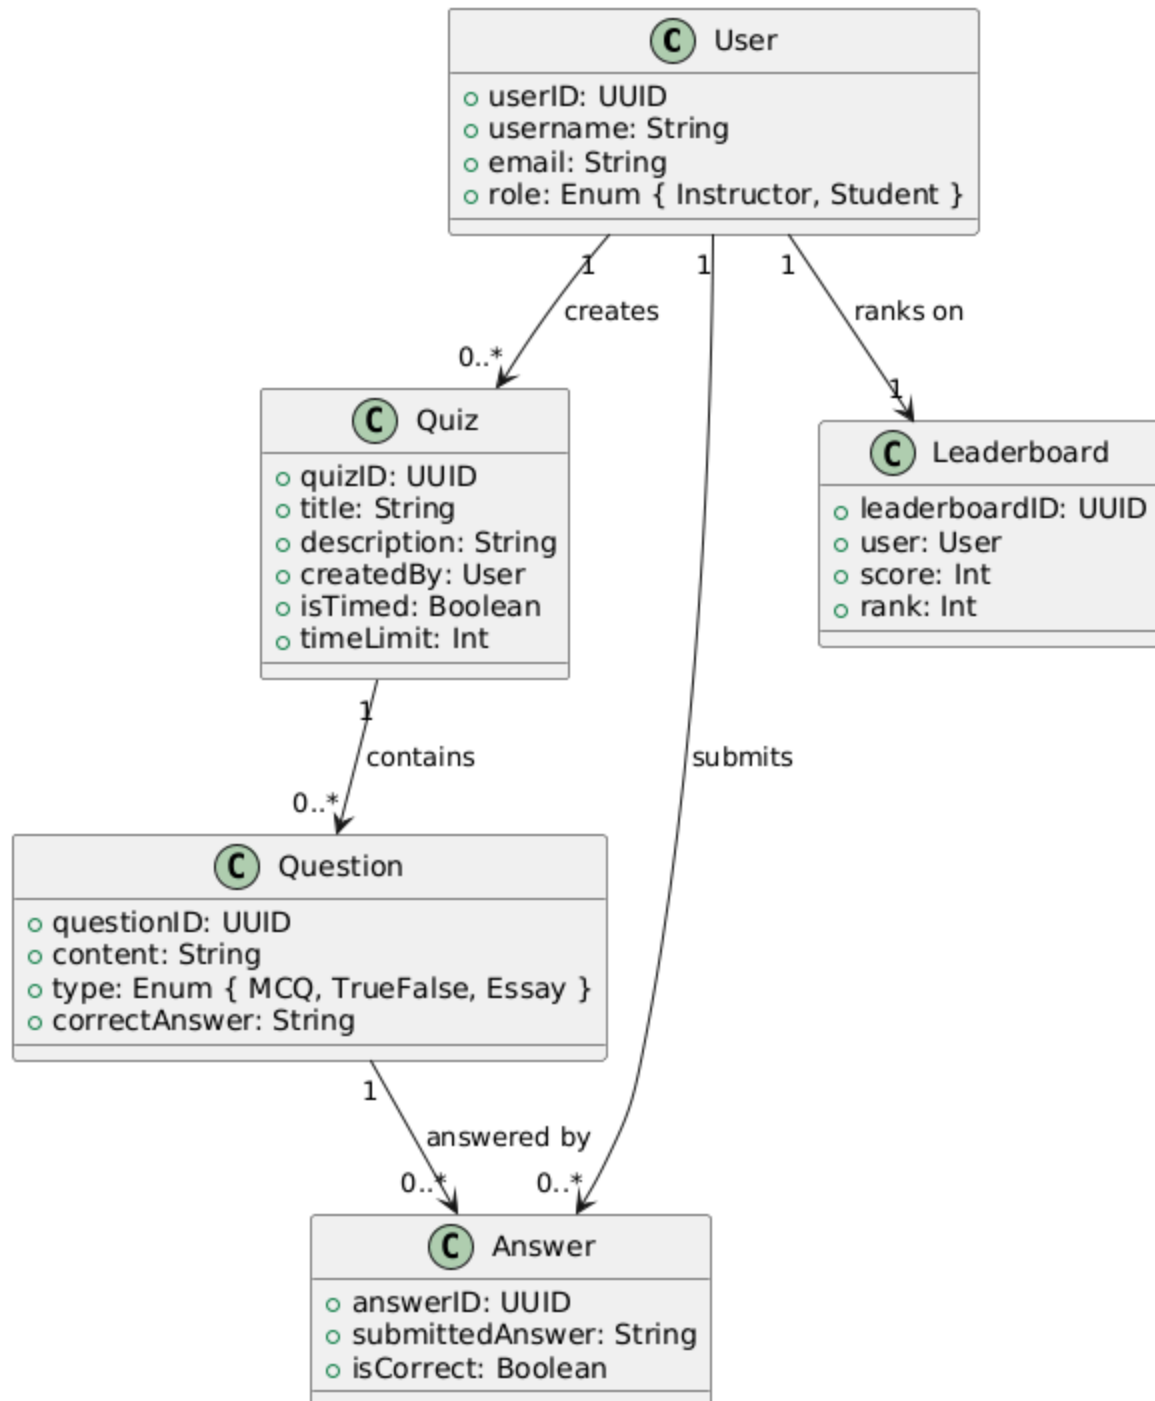 C User
userID: UUID
username: String
email: String
role: Enum { Instructor, Student }
1
1
1
creates
ranks on
0..*
1
C Quiz
quizID: UUID
title: String
description: String
createdBy: User
isTimed: Boolean
timeLimit: Int
C Leaderboard
leaderboardID: UUID
user: User
score: Int
rank: Int
1
contains
submits
0..*
C Question
questionID: UUID
content: String
type: Enum { MCQ, TrueFalse, Essay }
correctAnswer: String
1
answered by
0..*
0..*
C Answer
answerID: UUID
submittedAnswer: String
isCorrect: Boolean